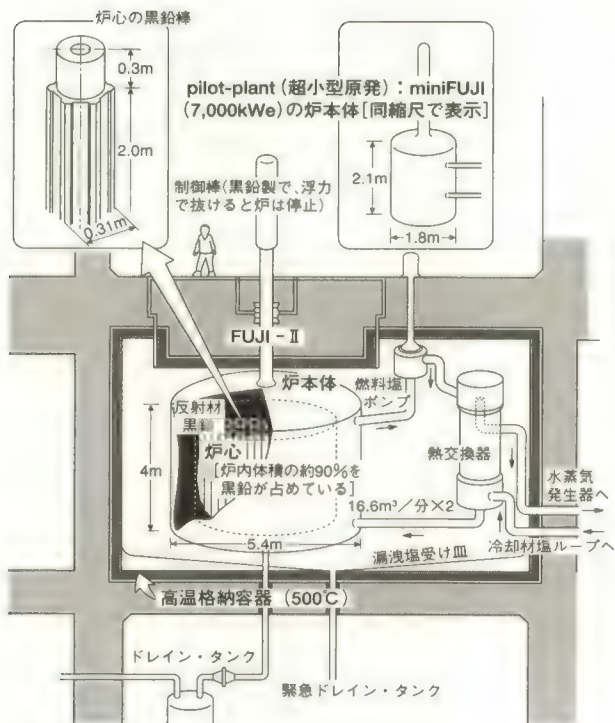 炉心の黒鉛棒
0.3m
2.0m
0.31m
pilot-plant(超小型原発):miniFUJI
(7,000kWe)の炉本体[同縮尺で表示]
2.1m
1.8m
制御棒(黒鉛製で、浮力
で抜けると炉は停止)
FUJI-Ⅱ
炉本体
燃料塩
ポンプ
反射材
黒鉛
炉心
[炉内体積の約90%を
黒鉛が占めている]
4m
熱交換器
水蒸気
発生器へ
16.6m³/分×2
5.4m
漏洩塩受け皿
冷却材塩ループへ
高温格納容器(500℃)
ドレイン・タンク
緊急ドレイン・タンク